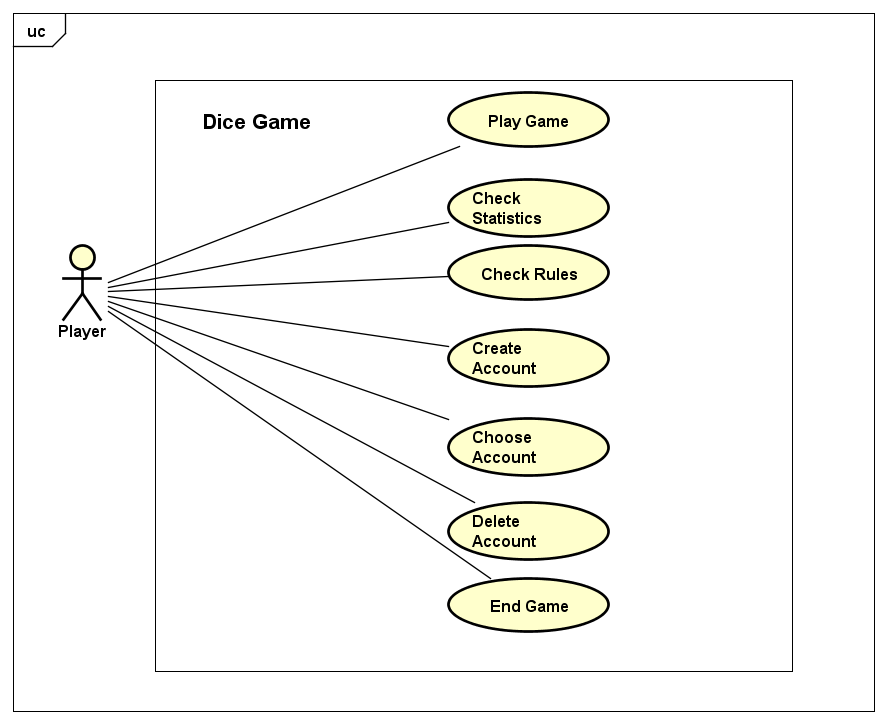 uc
Dice Game
Play Game
Check
Statistics
Check Rules
Player
Create
Account
Choose
Account
Delete
Account
End Game